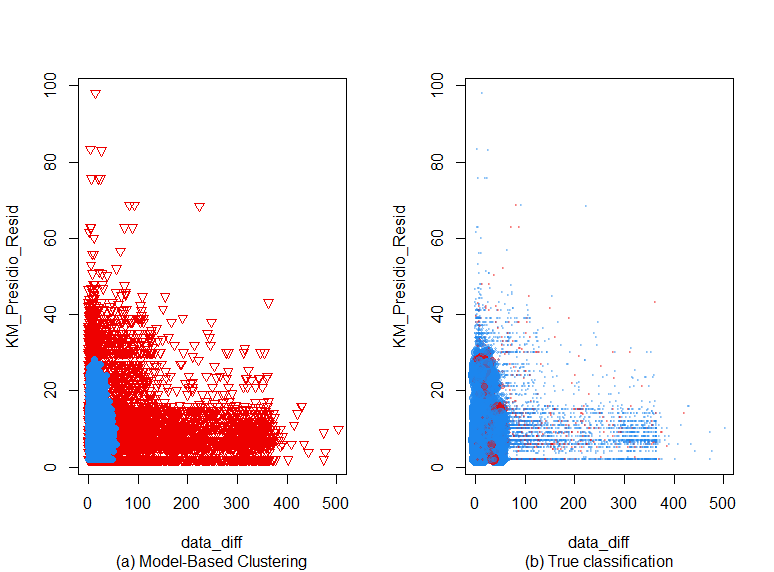 100
80
60
40
20
0
KM_Presidio_Resid
0 100 200 300 400 500
data_diff
(a) Model-Based Clustering
100
80
60
40
20
0
KM_Presidio_Resid
0 100 200 300 400 500
data_diff
(b) True classification